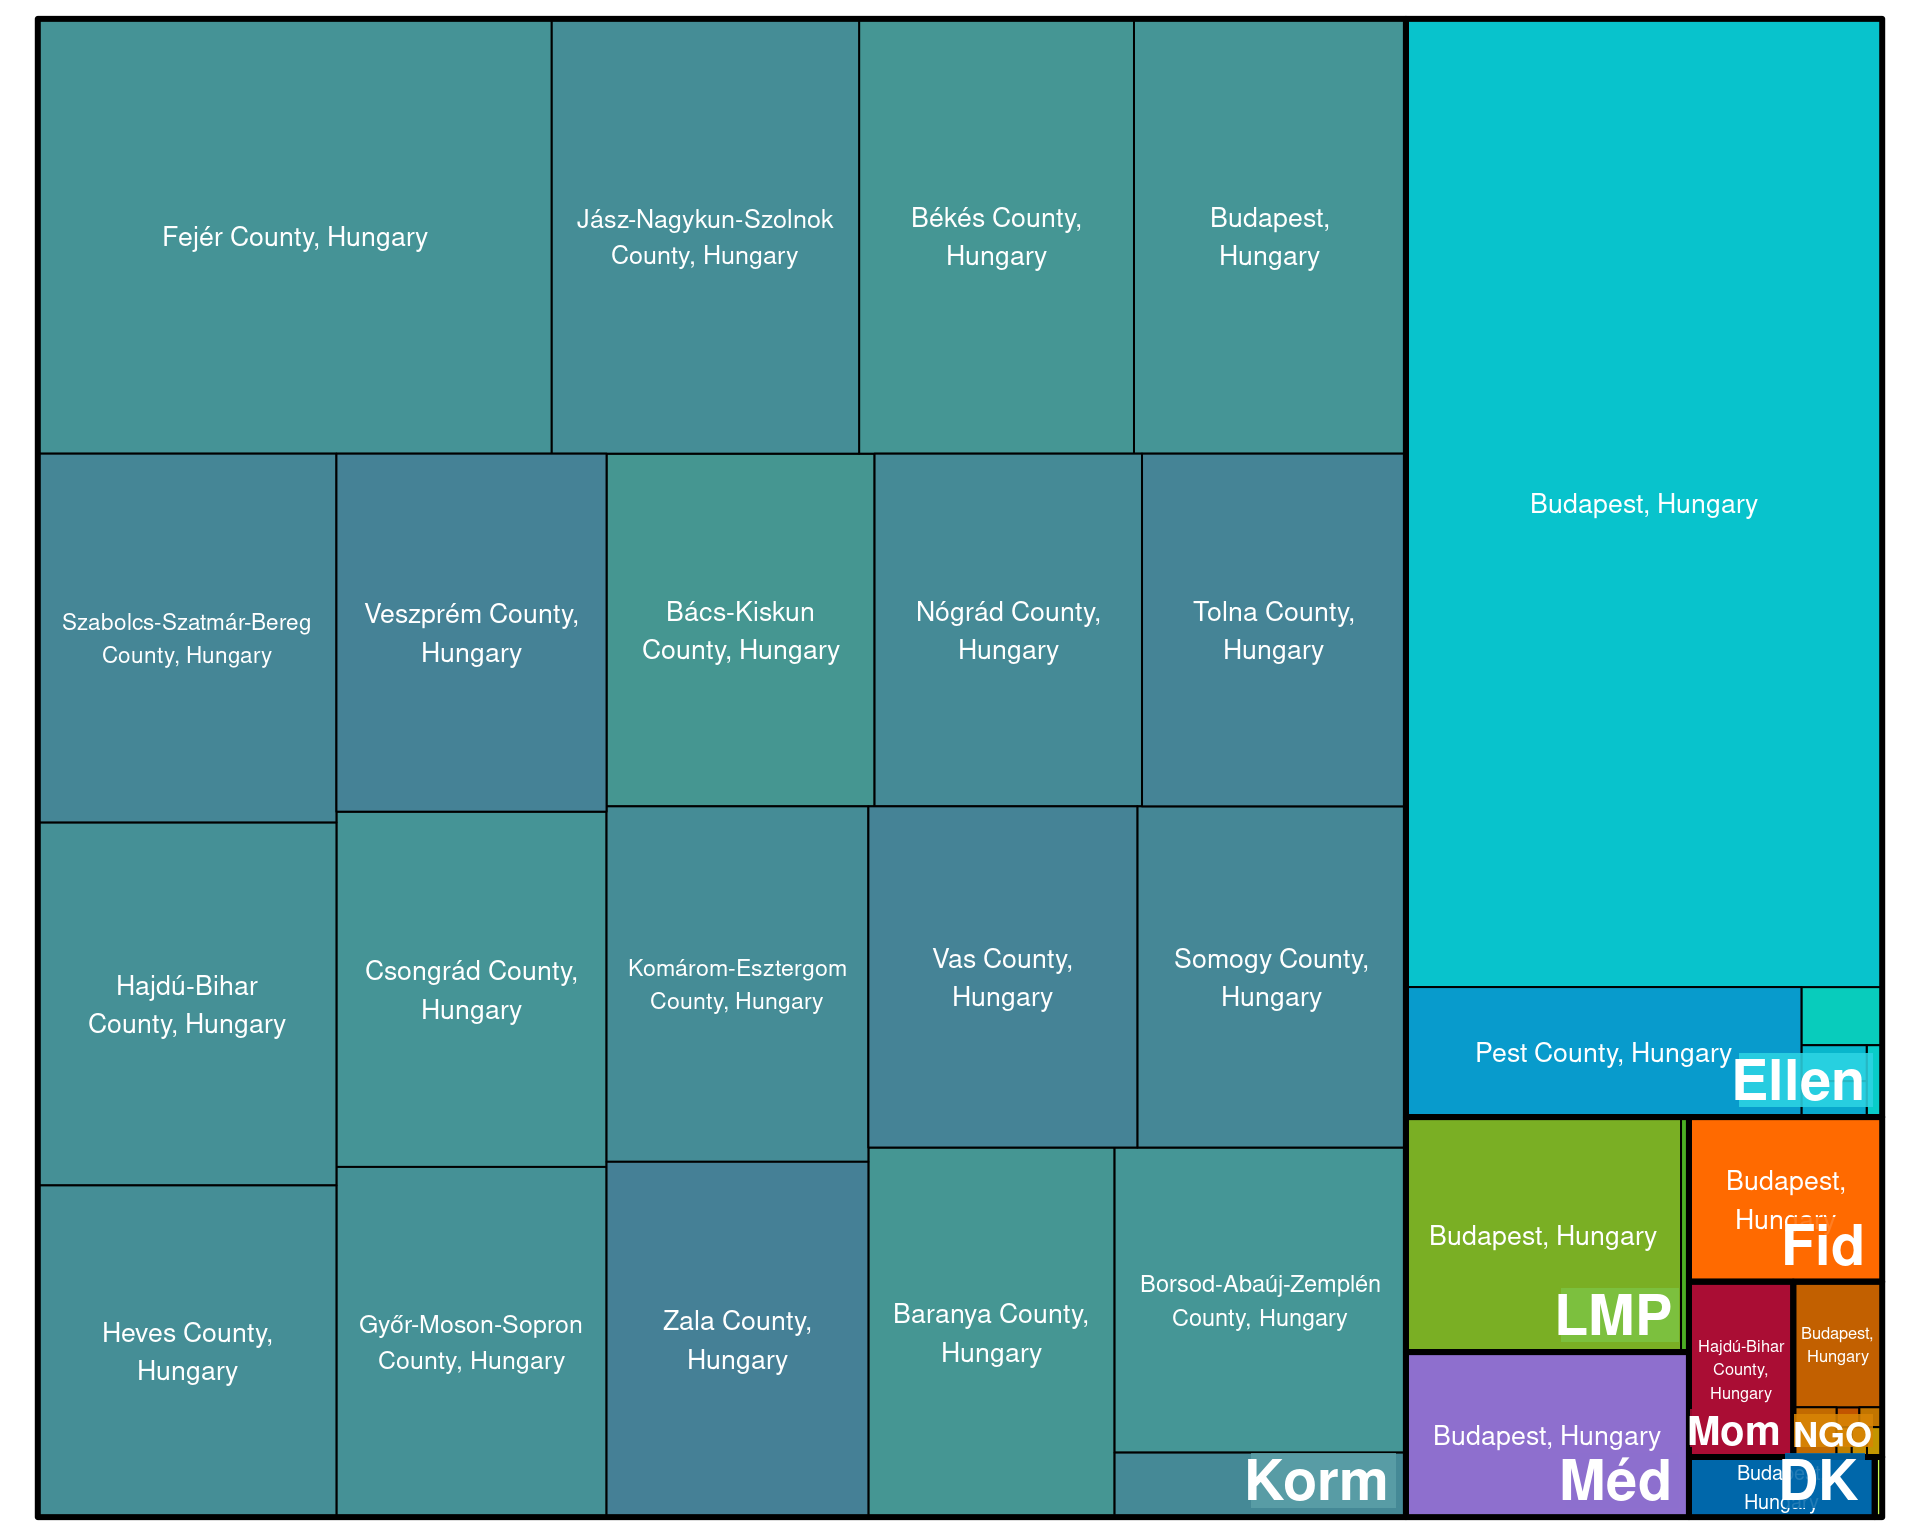 Fejér County, Hungary
Jász-Nagykun-Szolnok
County, Hungary
Békés County,
Hungary
Budapest,
Hungary
Szabolcs-Szatmár-Bereg
County, Hungary
Veszprém County,
Hungary
Bács-Kiskun
County, Hungary
Nógrád County,
Hungary
Tolna County,
Hungary
Hajdú-Bihar
County, Hungary
Csongrád County,
Hungary
Komárom-Esztergom
County, Hungary
Vas County,
Hungary
Somogy County,
Hungary
Heves County,
Hungary
Győr-Moson-Sopron
County, Hungary
Zala County,
Hungary
Baranya County,
Hungary
Borsod-Abaúj-Zemplén
County, Hungary
Korm
Budapest, Hungary
Pest County, Hungary
Ellen
Budapest, Hungary
LMP
Budapest, Hungary
Méd
Budapest,
Hungary
Fid
Hajdú-Bihar
County,
Hungary
Mom
Budapest,
Hungary
NGO
Budapest,
Hungary
DK